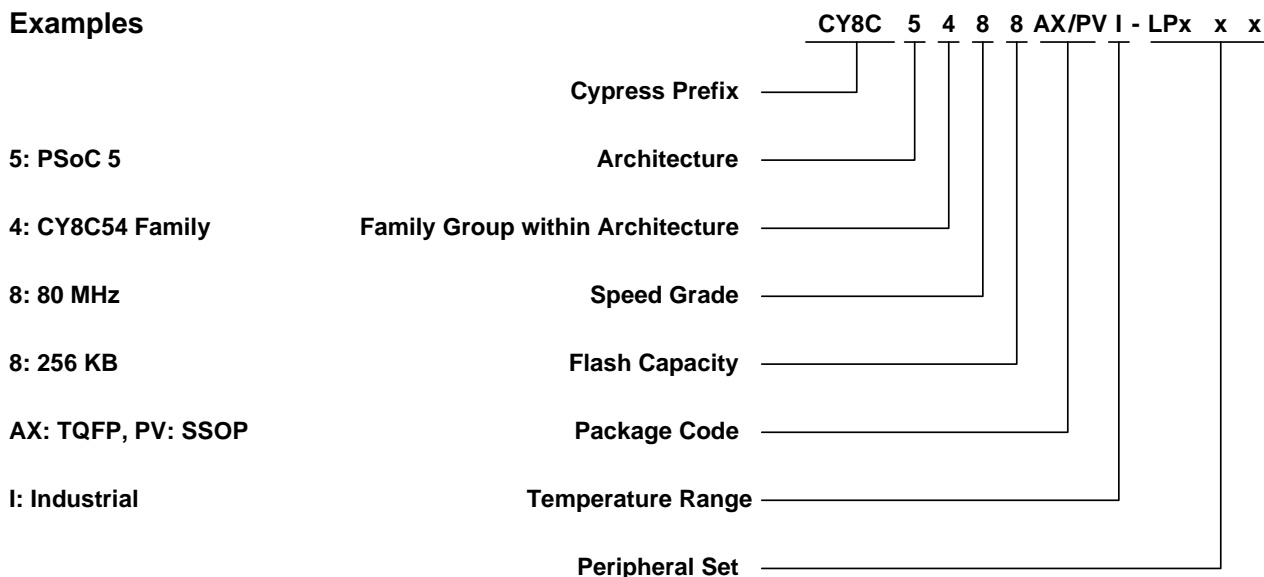 Examples CY8C 5 4 8 8 AX/PV I - LPx x x
Cypress Prefix
5: PSoC 5 Architecture
4: CY8C54 Family Family Group within Architecture
8: 80 MHz Speed Grade
8: 256 KB Flash Capacity
AX: TQFP, PV: SSOP Package Code
I: Industrial Temperature Range
Peripheral Set